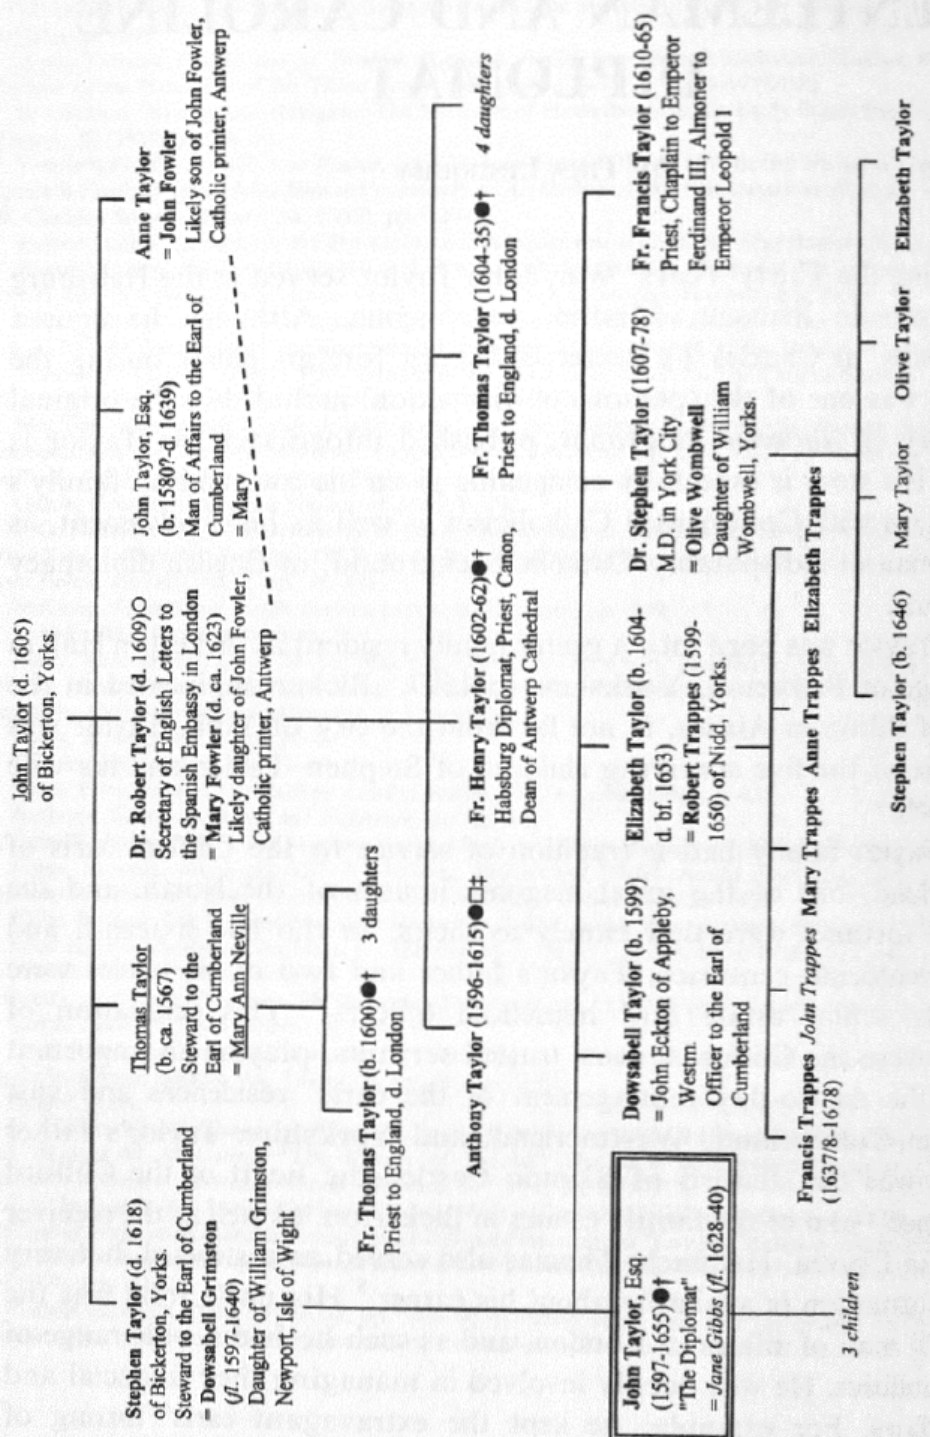 John Taylor (d. 1605)
of Bickerton, Yorks.
Stephen Taylor (d. 1618)
of Bickerton, Yorks.
Steward to the Earl of Cumberland
= Dowsabell Grimston
(fl. 1597-1640)
Daughter of William Grimston,
Newport, Isle of Wight
Thomas Taylor
(b. ca. 1567)
Steward to the
Earl of Cumberland
= Mary Ann Neville
Dr. Robert Taylor (d. 1609)○
Secretary of English Letters to
the Spanish Embassy in London
= Mary Fowler (d. ca. 1623)
Likely daughter of John Fowler,
Catholic printer, Antwerp
John Taylor, Esq.
(b. 1580?-d. 1639)
Man of Affairs to the Earl of
Cumberland
= Mary
Anne Taylor
= John Fowler
Likely son of John Fowler,
Catholic printer, Antwerp
Fr. Thomas Taylor (b. 1600)●
Priest to England, d. London
3 daughters
Anthony Taylor (1596-1615)●□‡
Fr. Henry Taylor (1602-62)●††
Habsburg Diplomat, Priest, Canon,
Dean of Antwerp Cathedral
Fr. Thomas Taylor (1604-35)●†
Priest to England, d. London
4 daughters
John Taylor, Esq.
(1597-1655)●†
"The Diplomat"
= Jane Gibbs (fl. 1628-40)
Dowsabell Taylor (b. 1599)
= John Eckton of Appleby,
Westm.
Officer to the Earl of
Cumberland
Elizabeth Taylor (b. 1604-
d. bf. 1653)
= Robert Trappes (1599-
1650) of Nidd, Yorks.
Dr. Stephen Taylor (1607-78)
M.D. in York City
= Olive Wombwell
Daughter of William
Wombwell, Yorks.
Fr. Francis Taylor (1610-65)
Priest, Chaplain to Emperor
Ferdinand III. Almoner to
Emperor Leopold I
3 children
Francis Trappes
(1637/8-1678)
John Trappes
Mary Trappes
Anne Trappes
Elizabeth Trappes
Stephen Taylor (b. 1646)
Mary Taylor
Olive Taylor
Elizabeth Taylor